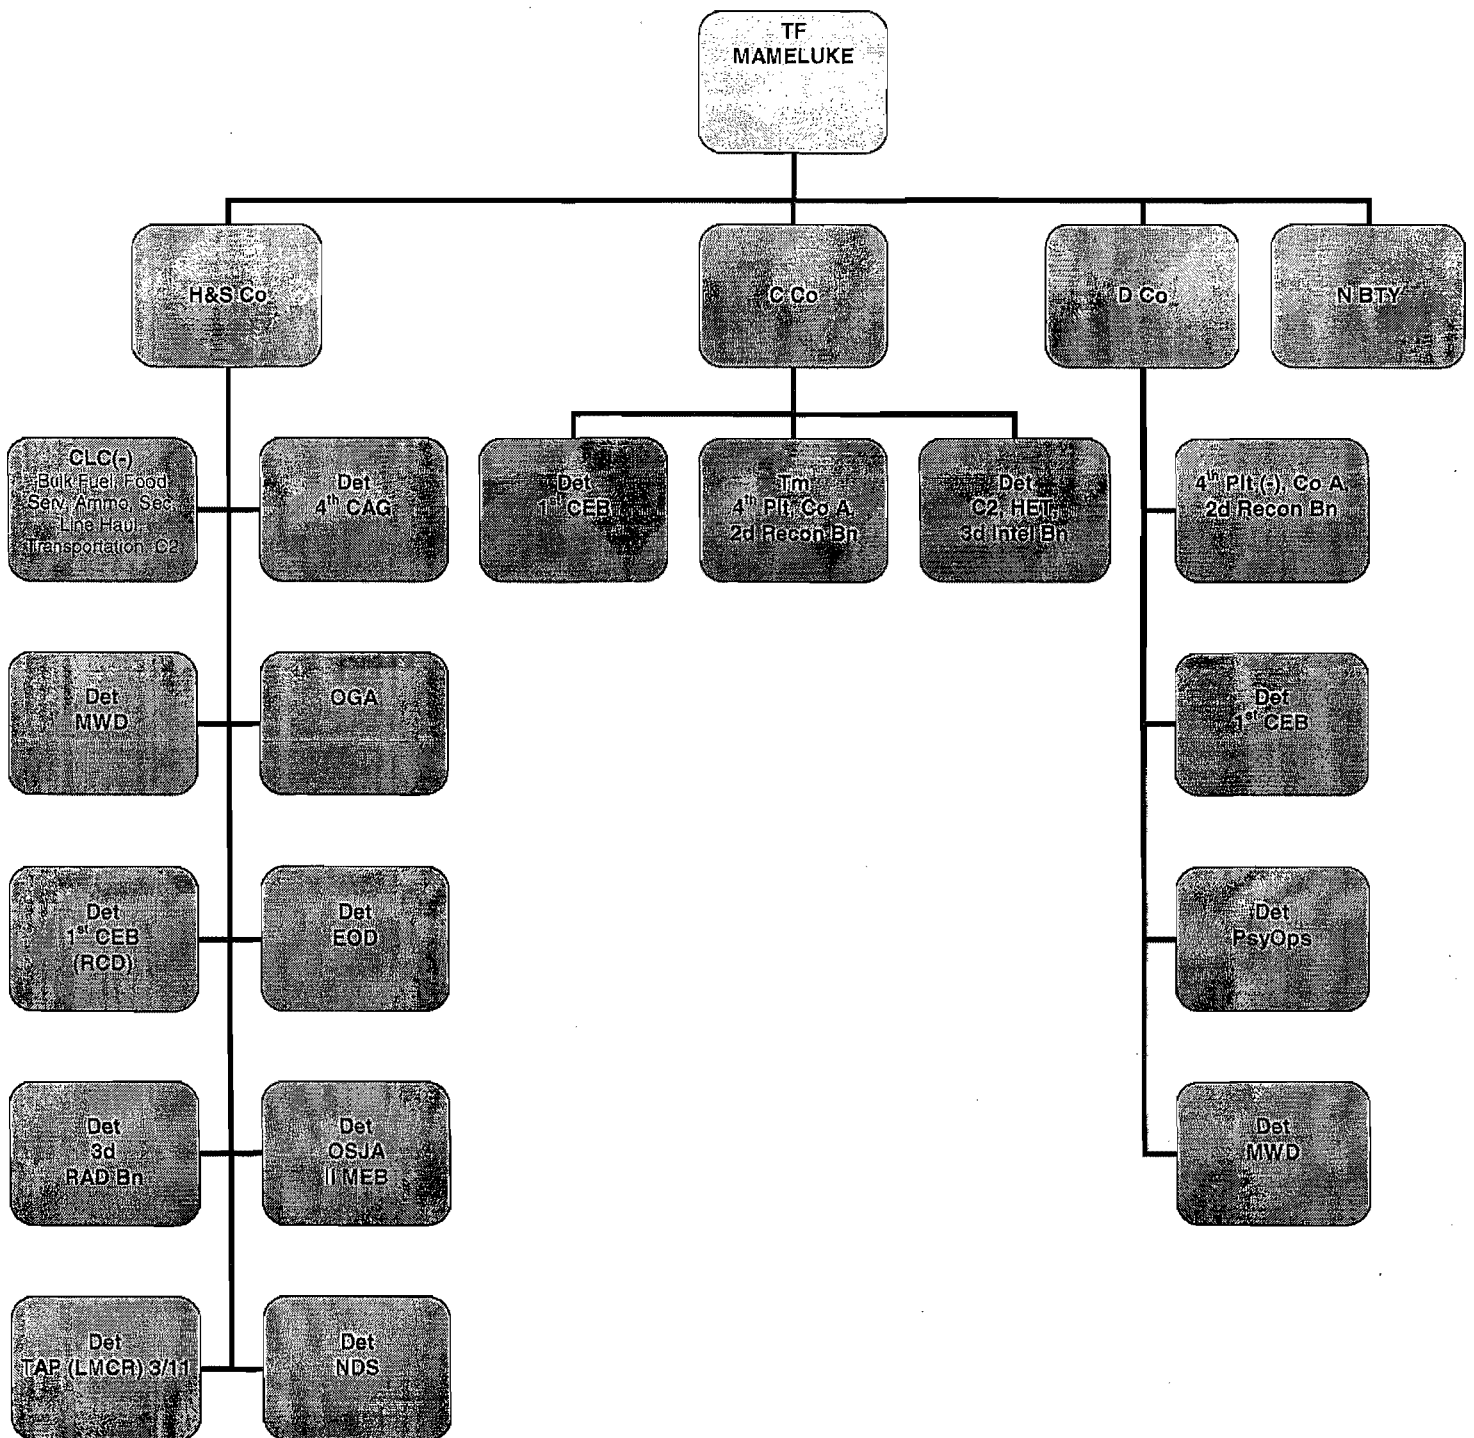 TF
MAMELUKE
H&S Co
C Co
D Co
N BTY
CLC(-)
Bulk Fuel, Food
Serv, Ammo, Sec
Line Haul,
Transportation, C2
Det
4th CAG
Det
1st CEB
Tm
4th Plt, Co A,
2d Recon Bn
Det
C2, HET,
3d Intel Bn
4th Plt (-), Co A,
2d Recon Bn
Det
MWD
OGA
Det
1st CEB
Det
1st CEB
(RCD)
Det
EOD
Det
PsyOps
Det
3d
RAD Bn
Det
OSJA
II MEB
Det
MWD
Det
TAP (LMCR) 3/11
Det
NDS